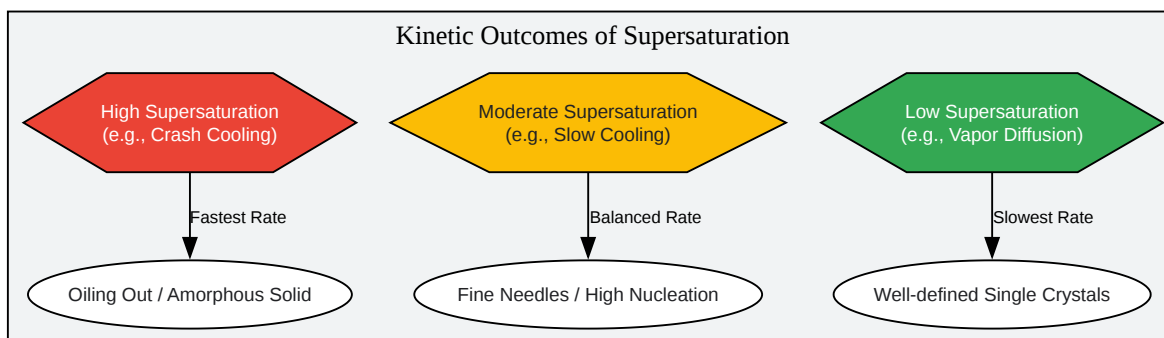 Kinetic Outcomes of Supersaturation
High Supersaturation
(e.g., Crash Cooling)
Moderate Supersaturation
(e.g., Slow Cooling)
Low Supersaturation
(e.g., Vapor Diffusion)
Fastest Rate
Balanced Rate
Slowest Rate
Oiling Out / Amorphous Solid
Fine Needles / High Nucleation
Well-defined Single Crystals